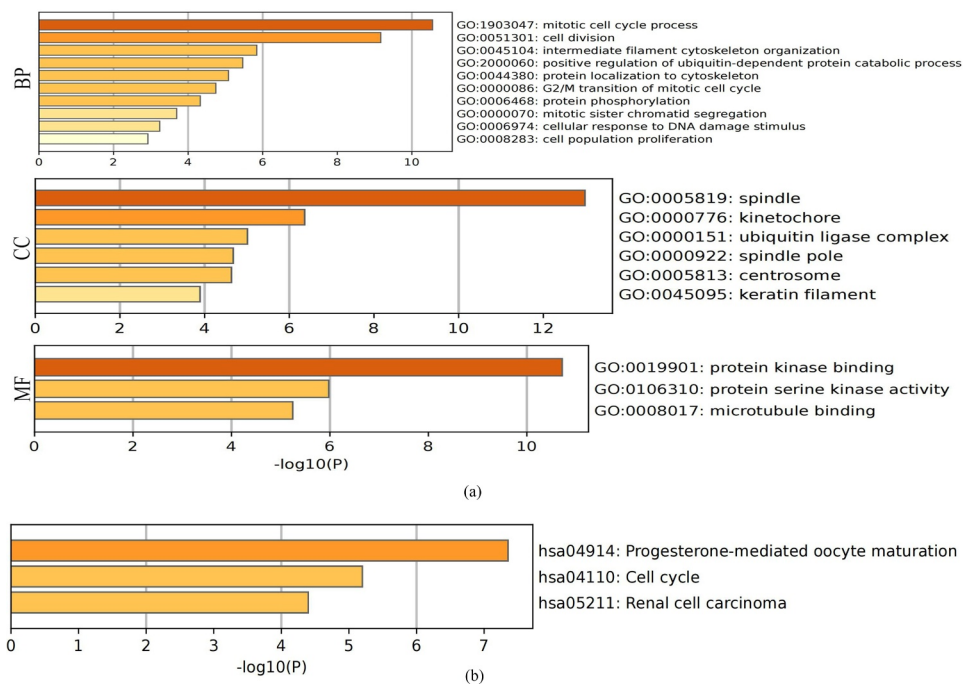 BP
GO:1903047: mitotic cell cycle process
GO:0051301: cell division
GO:0045104: intermediate filament cytoskeleton organization
GO:2000060: positive regulation of ubiquitin-dependent protein catabolic process
GO:0044380: protein localization to cytoskeleton
GO:0000086: G2/M transition of mitotic cell cycle
GO:0006468: protein phosphorylation
GO:0000070: mitotic sister chromatid segregation
GO:0006974: cellular response to DNA damage stimulus
GO:0008283: cell population proliferation
0 2 4 6 8 10
CC
GO:0005819: spindle
GO:0000776: kinetochore
GO:0000151: ubiquitin ligase complex
GO:0000922: spindle pole
GO:0005813: centrosome
GO:0045095: keratin filament
0 2 4 6 8 10 12
MF
GO:0019901: protein kinase binding
GO:0106310: protein serine kinase activity
GO:0008017: microtubule binding
0 2 4 6 8 10
-log10(P)
(a)
hsa04914: Progesterone-mediated oocyte maturation
hsa04110: Cell cycle
hsa05211: Renal cell carcinoma
0 1 2 3 4 5 6 7
-log10(P)
(b)